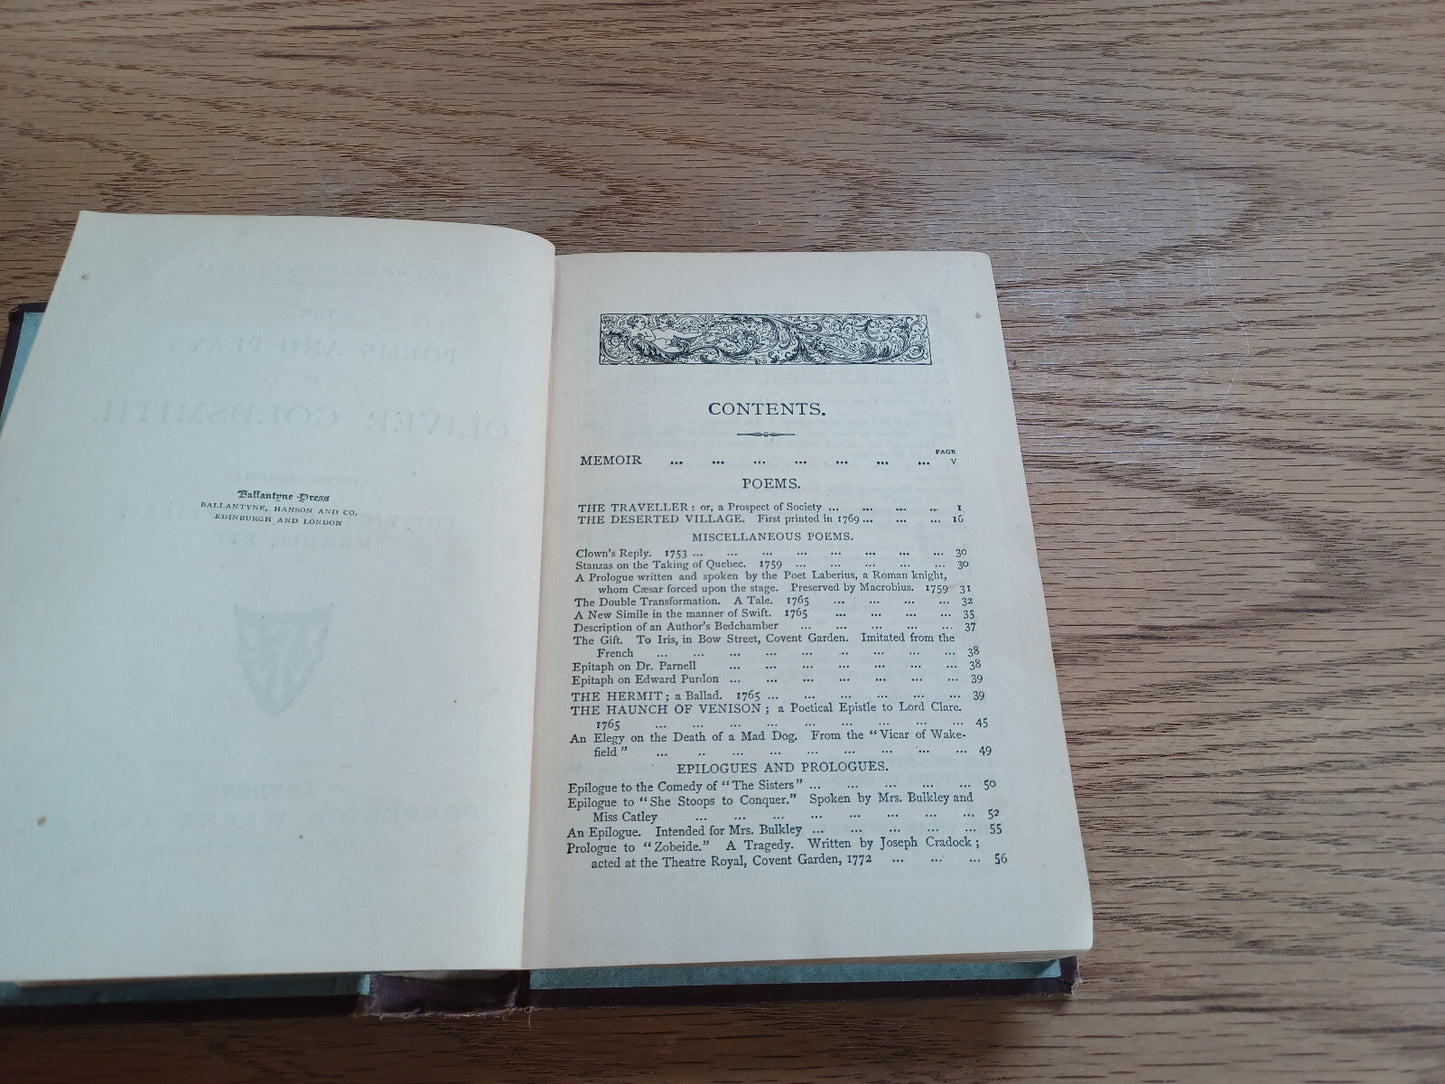 Ballantyne Press
BALLANTYNE, HANSON AND CO.
EDINBURGH AND LONDON
CONTENTS.
PAGE
MEMOIR ... ... ... ... ... ... ... v
POEMS.
THE TRAVELLER: or, a Prospect of Society ... ... ... ... 1
THE DESERTED VILLAGE. First printed in 1769 ... ... ... 16
MISCELLANEOUS POEMS.
Clown's Reply. 1753 ... ... ... ... ... ... ... ... 30
Stanzas on the Taking of Quebec. 1759 ... ... ... ... ... 30
A Prologue written and spoken by the Poet Laberius, a Roman knight,
whom Cæsar forced upon the stage. Preserved by Macrobius. 1759 31
The Double Transformation. A Tale. 1765 ... ... ... ... 32
A New Simile in the manner of Swift. 1765 ... ... ... ... 35
Description of an Author's Bedchamber ... ... ... ... ... 37
The Gift. To Iris, in Bow Street, Covent Garden. Imitated from the
French ... ... ... ... ... ... ... ... ... 38
Epitaph on Dr. Parnell ... ... ... ... ... ... ... 38
Epitaph on Edward Purdon ... ... ... ... ... ... ... 39
THE HERMIT; a Ballad. 1765 ... ... ... ... ... ... 39
THE HAUNCH OF VENISON; a Poetical Epistle to Lord Clare.
1765 ... ... ... ... ... ... ... ... ... 45
An Elegy on the Death of a Mad Dog. From the "Vicar of Wake-
field" ... .. ... ... ... ... ... ... ... 49
EPILOGUES AND PROLOGUES.
Epilogue to the Comedy of "The Sisters" ... ... ... ... ... 50
Epilogue to "She Stoops to Conquer." Spoken by Mrs. Bulkley and
Miss Catley ... ... ... ... ... ... ... ... 52
An Epilogue. Intended for Mrs. Bulkley ... ... ... ... ... 55
Prologue to "Zobeide." A Tragedy. Written by Joseph Cradock;
acted at the Theatre Royal, Covent Garden, 1772 ... ... ... 56